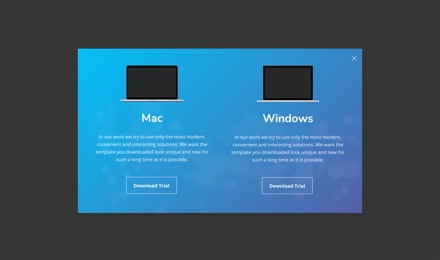 Mac
In our work we try to use only the most modern,
convenient and interesting solutions. We want the
template you downloaded look unique and new for
such a long time as it is possible.
Download Trial
Windows
In our work we try to use only the most modern,
convenient and interesting solutions. We want the
template you downloaded look unique and new for
such a long time as it is possible.
Download Trial